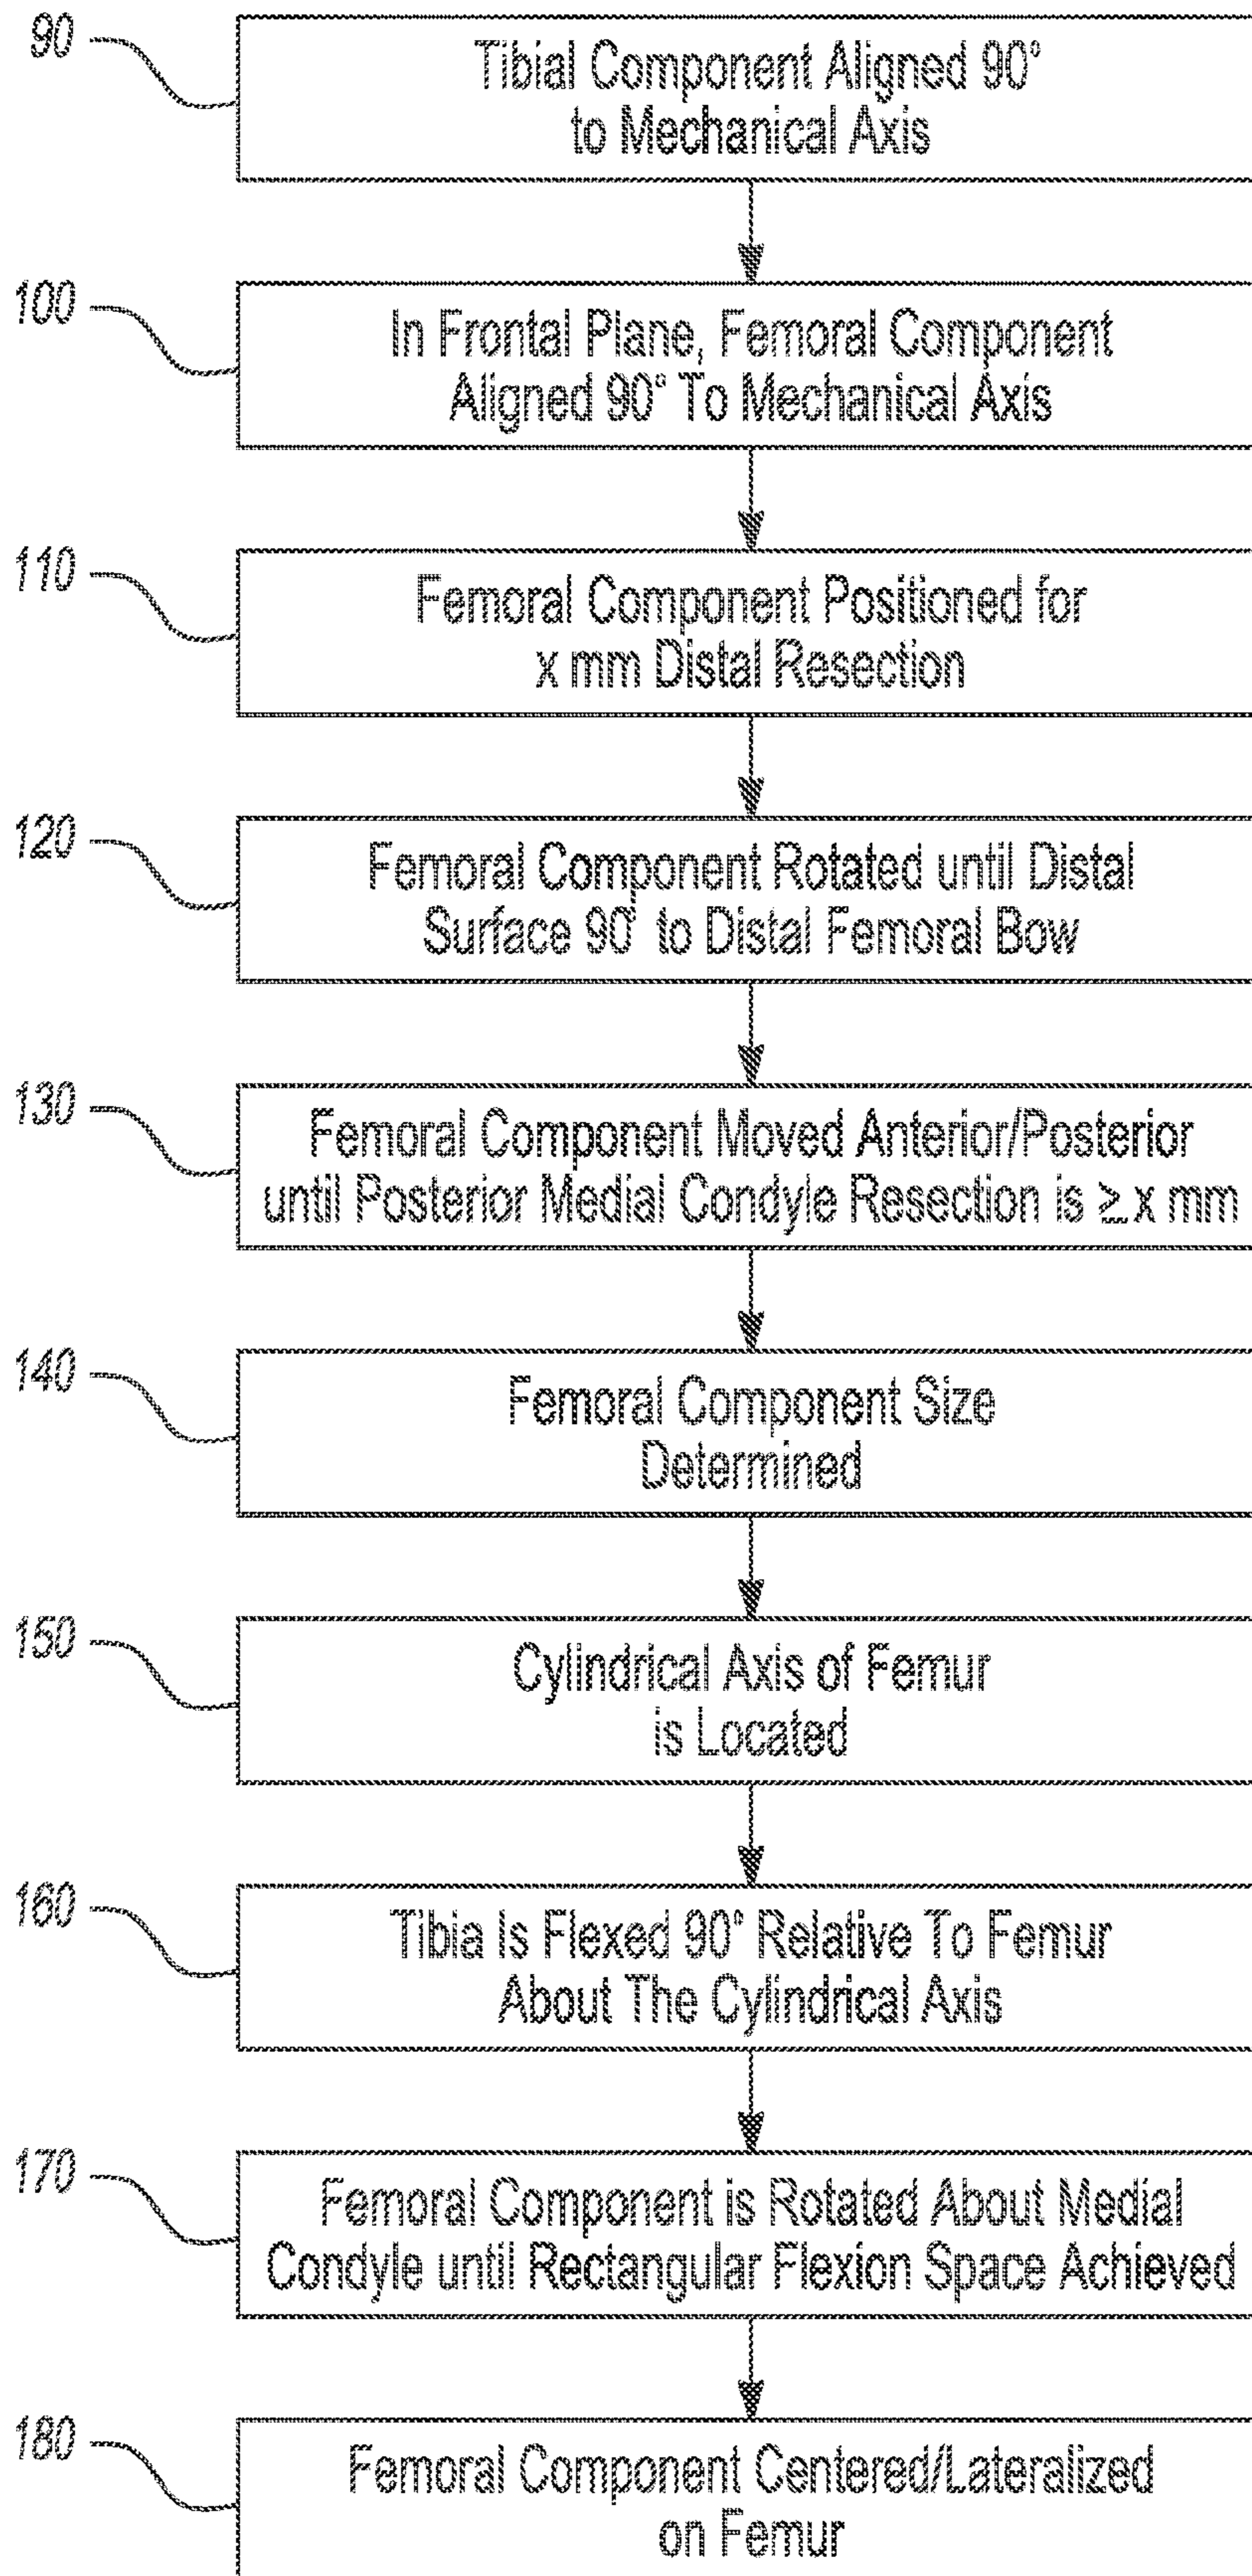 90
Tibial Component Aligned 90°
to Mechanical Axis
100
In Frontal Plane, Femoral Component
Aligned 90° To Mechanical Axis
110
Femoral Component Positioned for
x mm Distal Resection
120
Femoral Component Rotated until Distal
Surface 90° to Distal Femoral Bow
130
Femoral Component Moved Anterior/Posterior
until Posterior Medial Condyle Resection is ≥ x mm
140
Femoral Component Size
Determined
150
Cylindrical Axis of Femur
is Located
160
Tibia Is Flexed 90° Relative To Femur
About The Cylindrical Axis
170
Femoral Component is Rotated About Medial
Condyle until Rectangular Flexion Space Achieved
180
Femoral Component Centered/Lateralized
on Femur